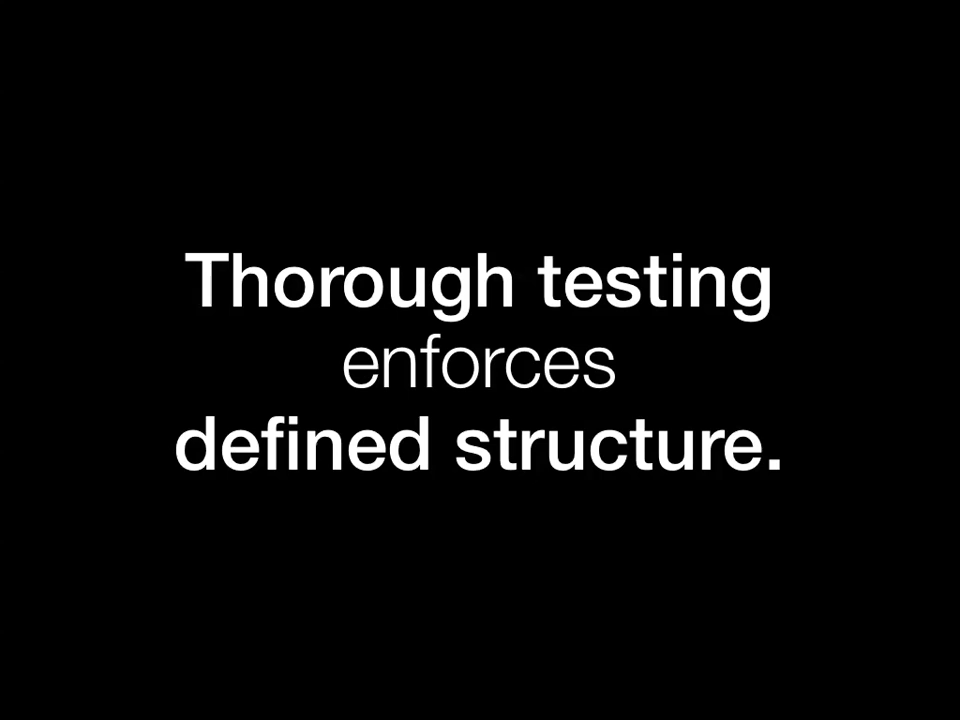 Thorough testing
enforces
defined structure.